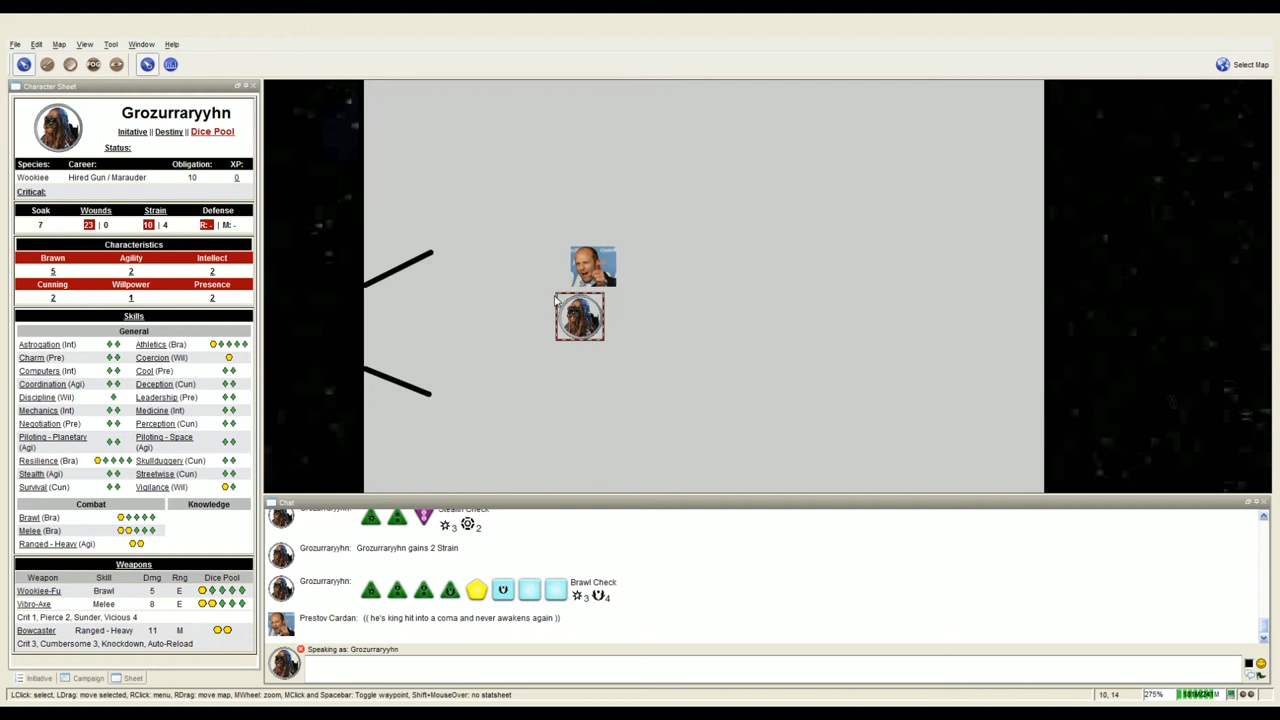 File Edit Map View Tool Window Help
FOG
Select Map
Character Sheet
Grozurraryyhn
Initative || Destiny || Dice Pool
Status:
Species: Career: Obligation: XP:
Wookiee Hired Gun / Marauder 10 0
Critical:
Soak Wounds Strain Defense
7 23 | 0 10 | 4 R: - | M: -
Characteristics
Brawn Agility Intellect
5 2 2
Cunning Willpower Presence
2 1 2
Skills
General
Astrogation (Int) Athletics (Bra)
Charm (Pre) Coercion (Wil)
Computers (Int) Cool (Pre)
Coordination (Agi) Deception (Cun)
Discipline (Wil) Leadership (Pre)
Mechanics (Int) Medicine (Int)
Negotiation (Pre) Perception (Cun)
Piloting - Planetary (Agi) Piloting - Space (Agi)
Resilience (Bra) Skullduggery (Cun)
Stealth (Agi) Streetwise (Cun)
Survival (Cun) Vigilance (Wil)
Combat Knowledge
Brawl (Bra)
Melee (Bra)
Ranged - Heavy (Agi)
Weapons
Weapon Skill Dmg Rng Dice Pool
Wookiee-Fu Brawl 5 E
Vibro-Axe Melee 8 E
Crit 1, Pierce 2, Sunder, Vicious 4
Bowcaster Ranged - Heavy 11 M
Crit 3, Cumbersome 3, Knockdown, Auto-Reload
Initiative Campaign Sheet
Chat
Grozurraryyhn: Stealth Check
3 2
Grozurraryyhn: Grozurraryyhn gains 2 Strain
Grozurraryyhn: Brawl Check
3 4
Prestov Cardan: (( he's king hit into a coma and never awakens again ))
Speaking as: Grozurraryyhn
LClick: select, LDrag: move selected, RClick: menu, RDrag: move map, MWheel: zoom, MClick and Spacebar: Toggle waypoint, Shift+MouseOver: no statsheet
10, 14 275%